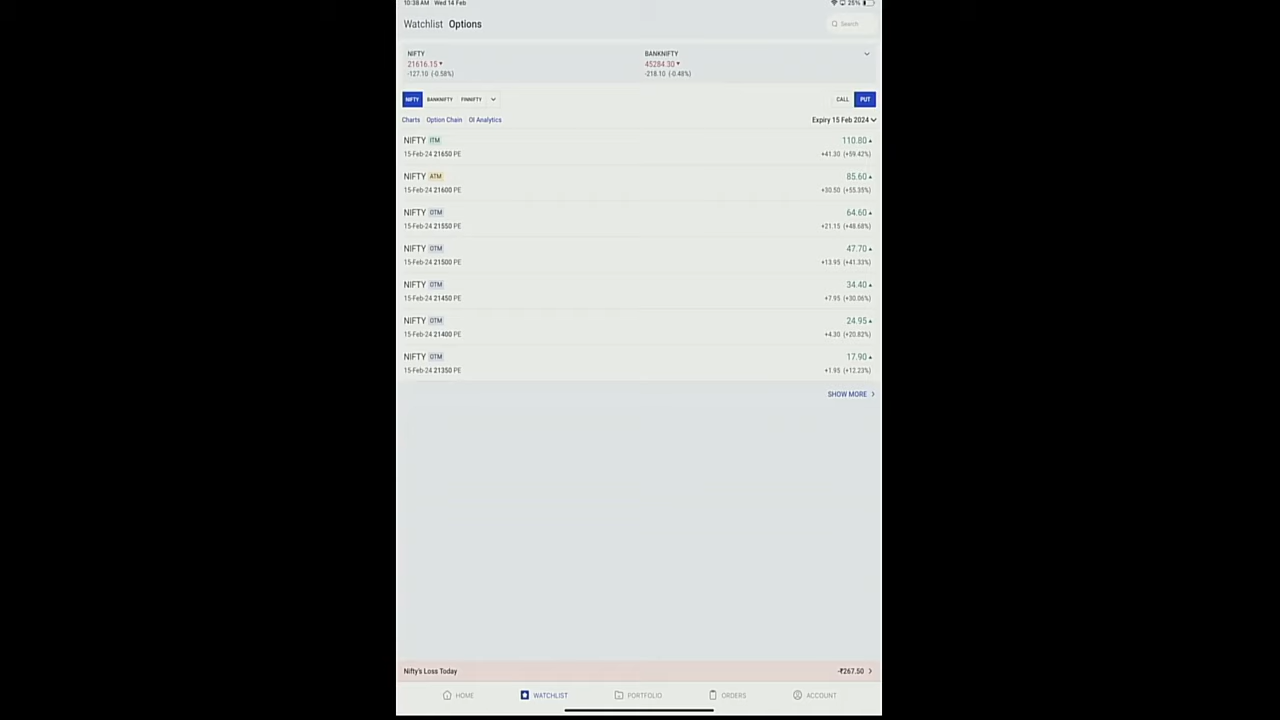 10:38 AM Wed 14 Feb 25%
Watchlist Options Search
NIFTY BANKNIFTY
21616.15 45284.30
-127.10 (-0.58%) -218.10 (-0.48%)
NIFTY BANKNIFTY FINNIFTY CALL PUT
Charts Option Chain OI Analytics Expiry 15 Feb 2024
NIFTY ITM 110.80
15-Feb-24 21650 PE +41.30 (+59.42%)
NIFTY ATM 85.60
15-Feb-24 21600 PE +30.50 (+55.35%)
NIFTY OTM 64.60
15-Feb-24 21550 PE +21.15 (+48.68%)
NIFTY OTM 47.70
15-Feb-24 21500 PE +13.95 (+41.33%)
NIFTY OTM 34.40
15-Feb-24 21450 PE +7.95 (+30.06%)
NIFTY OTM 24.95
15-Feb-24 21400 PE +4.30 (+20.82%)
NIFTY OTM 17.90
15-Feb-24 21350 PE +1.95 (+12.23%)
SHOW MORE
Nifty's Loss Today -₹267.50
HOME WATCHLIST PORTFOLIO ORDERS ACCOUNT